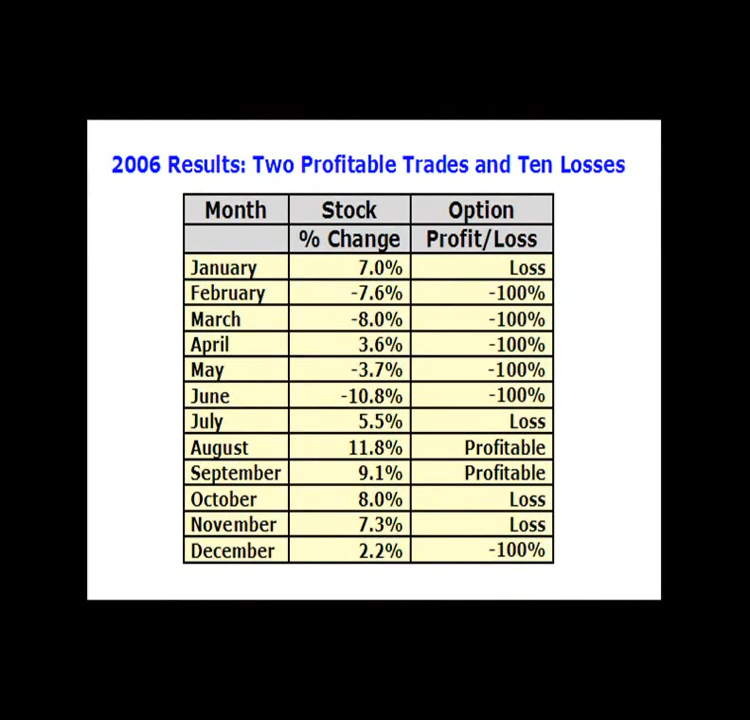 2006 Results: Two Profitable Trades and Ten Losses
Month Stock Option
% Change Profit/Loss
January 7.0% Loss
February -7.6% -100%
March -8.0% -100%
April 3.6% -100%
May -3.7% -100%
June -10.8% -100%
July 5.5% Loss
August 11.8% Profitable
September 9.1% Profitable
October 8.0% Loss
November 7.3% Loss
December 2.2% -100%